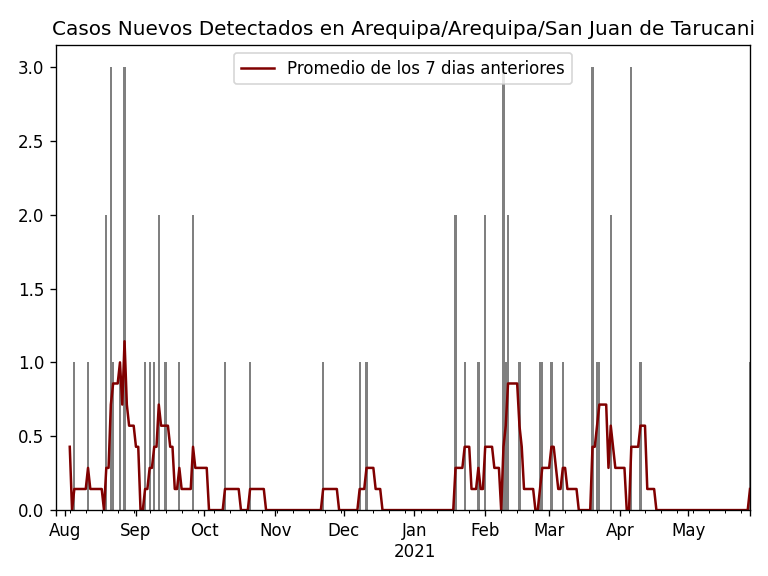 Casos Nuevos Detectados en Arequipa/Arequipa/San Juan de Tarucani
Promedio de los 7 dias anteriores
3.0
2.5
2.0
1.5
1.0
0.5
0.0
Aug Sep Oct Nov Dec Jan Feb Mar Apr May
2021